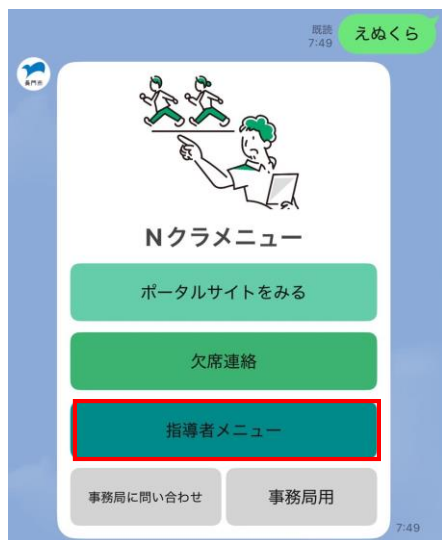 既読
7:49
えぬくら
長門市
Nクラメニュー
ポータルサイトをみる
欠席連絡
指導者メニュー
事務局に問い合わせ
事務局用
7:49